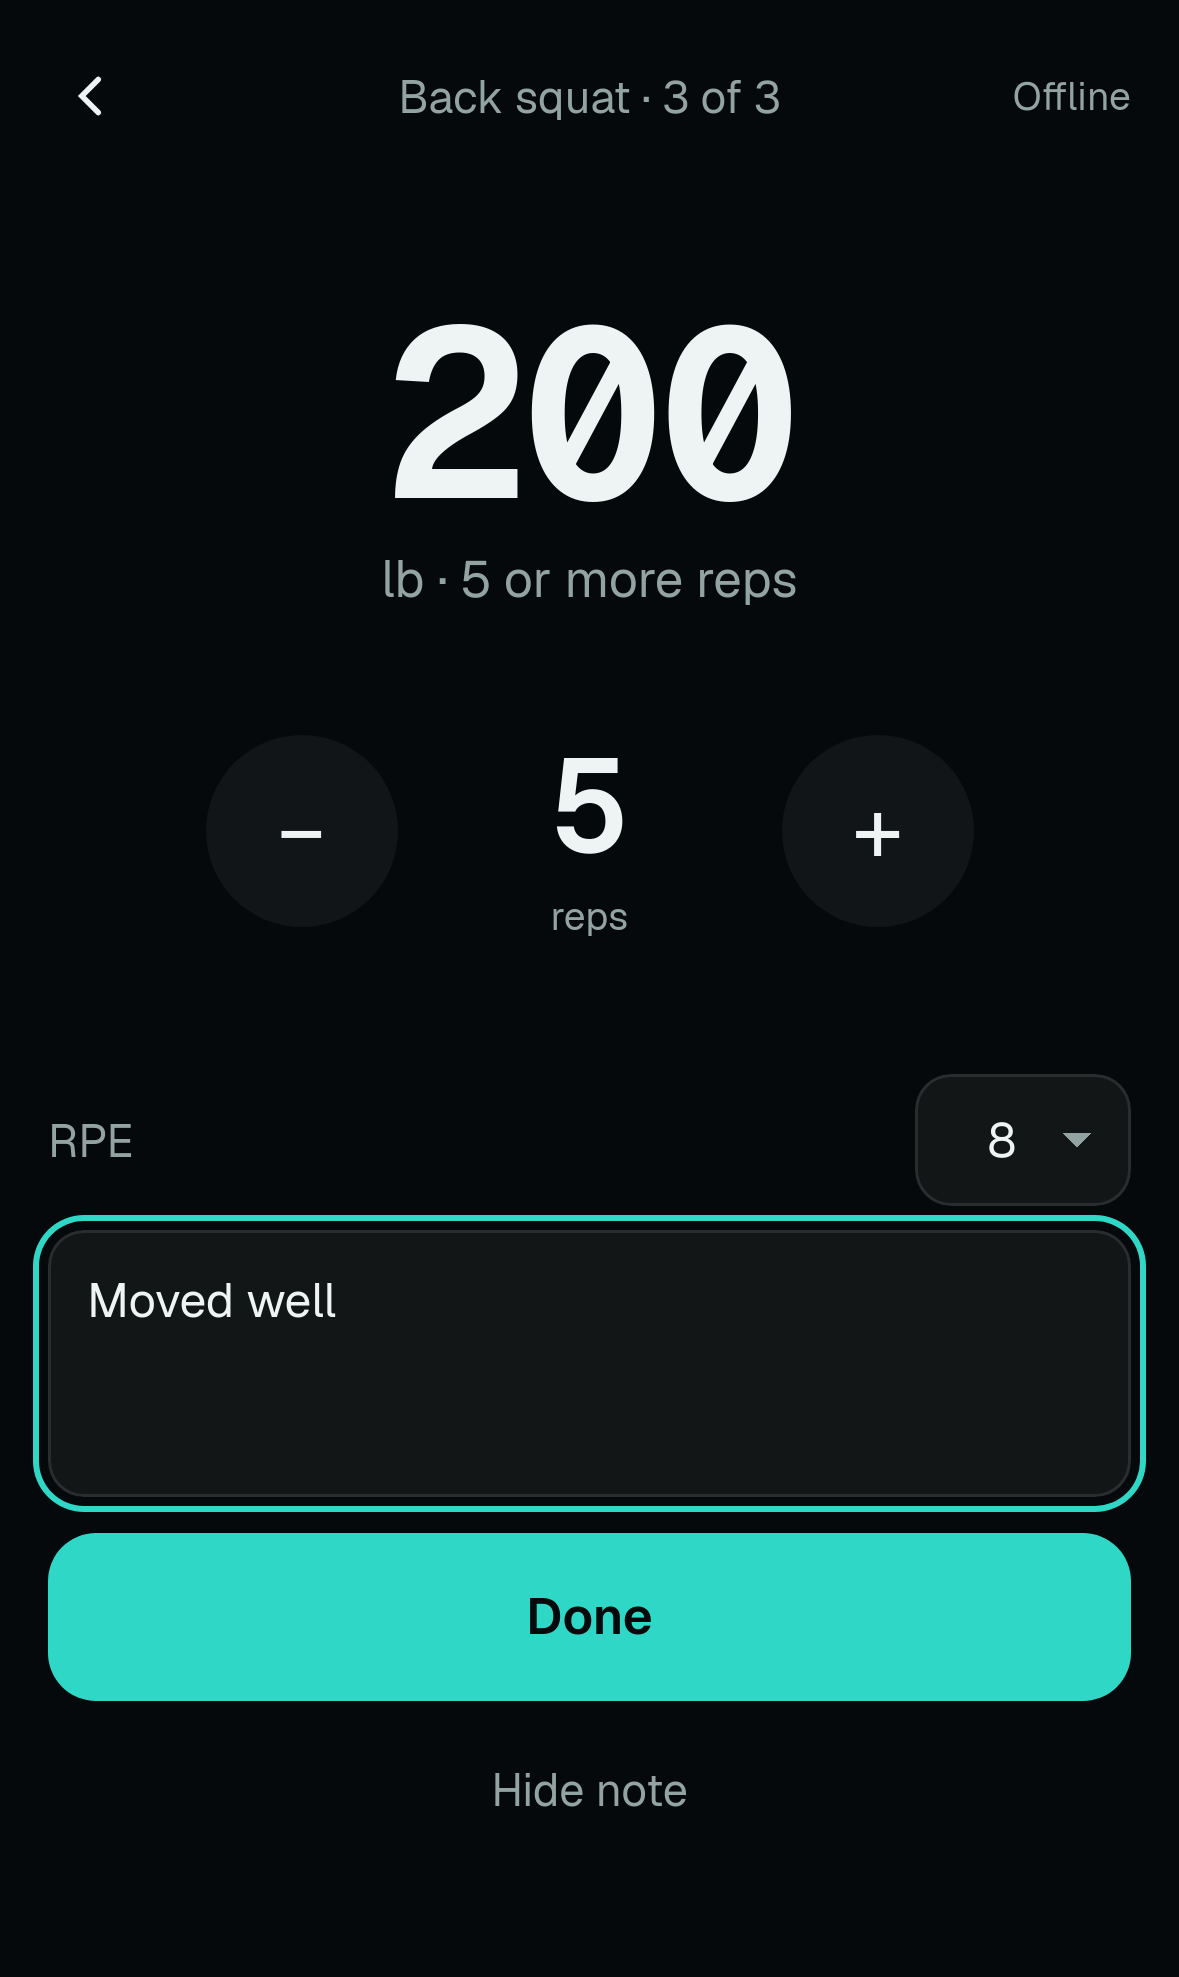 Back squat · 3 of 3
Offline
200
lb · 5 or more reps
−
5
+
reps
RPE
8
Moved well
Done
Hide note